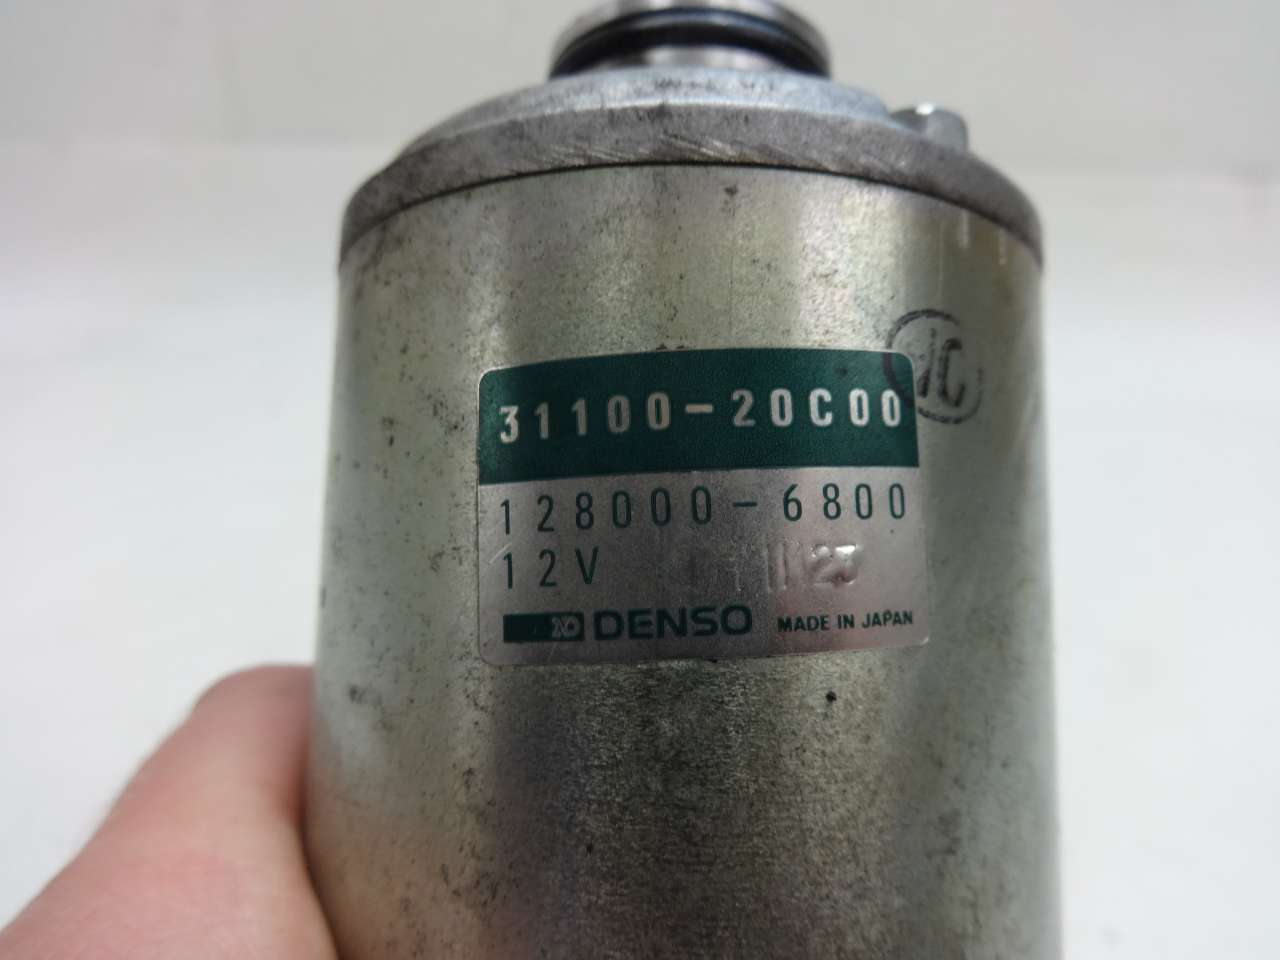 31100-20C00
128000-6800
12V
DENSO MADE IN JAPAN